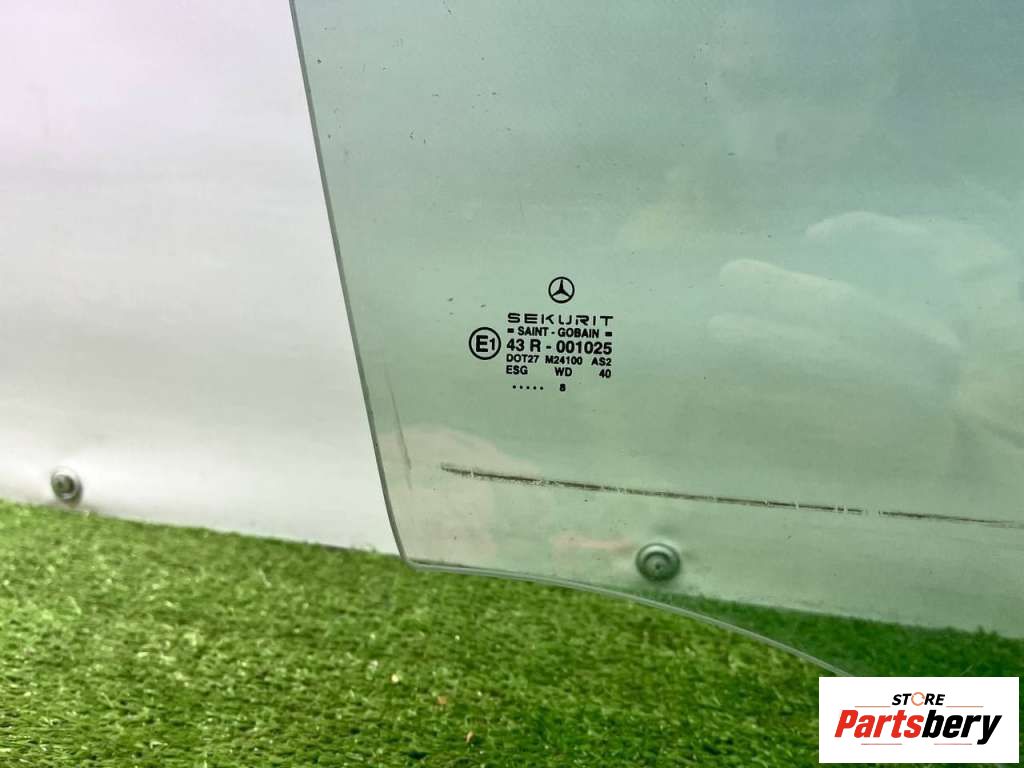 SEKURIT
SAINT - GOBAIN
E1 43 R - 001025
DOT27 M24100 AS2
ESG WD 40
..... 8
STORE
Partsbery